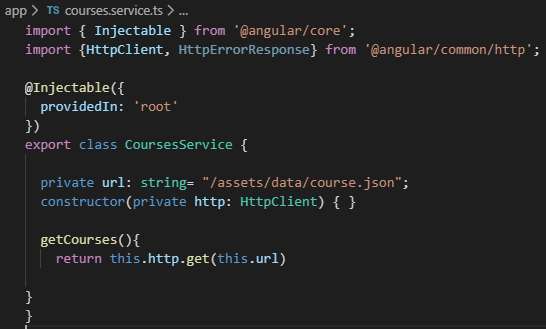 app > TS courses.service.ts > ...
import { Injectable } from '@angular/core';
import {HttpClient, HttpErrorResponse} from '@angular/common/http';
@Injectable({
providedIn: 'root'
})
export class CoursesService {
private url: string= "/assets/data/course.json";
constructor(private http: HttpClient) { }
getCourses(){
return this.http.get(this.url)
}
}